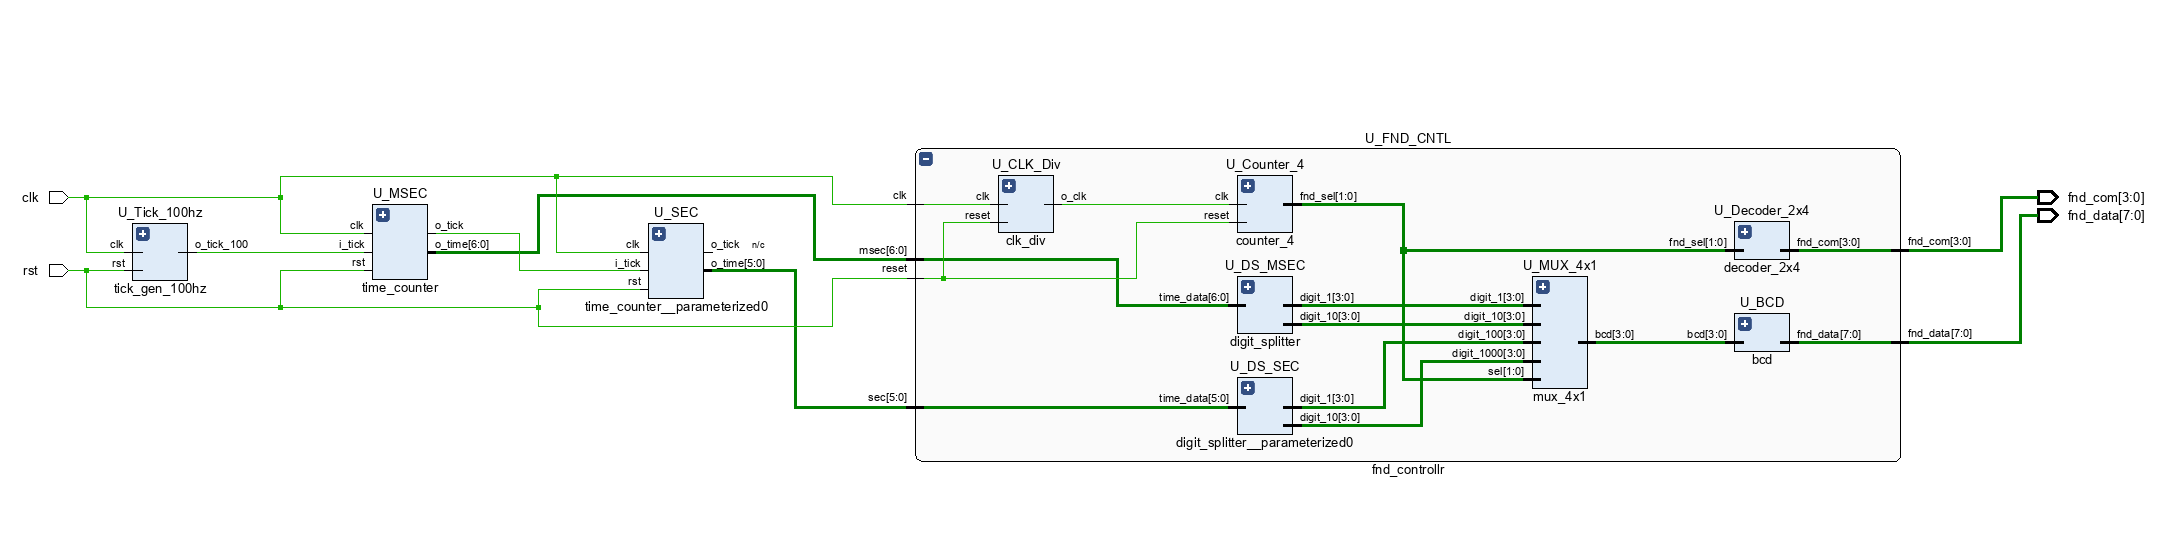 clk
rst
U_Tick_100hz
clk
rst
o_tick_100
tick_gen_100hz
U_MSEC
clk
i_tick
rst
o_tick
o_time[6:0]
time_counter
U_SEC
clk
i_tick
rst
o_tick n/c
o_time[5:0]
time_counter__parameterized0
U_FND_CNTL
clk
msec[6:0]
reset
sec[5:0]
U_CLK_Div
clk
reset
o_clk
clk_div
U_Counter_4
clk
reset
fnd_sel[1:0]
counter_4
U_DS_MSEC
time_data[6:0]
digit_1[3:0]
digit_10[3:0]
digit_splitter
U_DS_SEC
time_data[5:0]
digit_1[3:0]
digit_10[3:0]
digit_splitter__parameterized0
U_MUX_4x1
digit_1[3:0]
digit_10[3:0]
digit_100[3:0]
digit_1000[3:0]
sel[1:0]
bcd[3:0]
mux_4x1
U_Decoder_2x4
fnd_sel[1:0]
fnd_com[3:0]
decoder_2x4
U_BCD
bcd[3:0]
fnd_data[7:0]
bcd
fnd_com[3:0]
fnd_data[7:0]
fnd_controllr
fnd_com[3:0]
fnd_data[7:0]